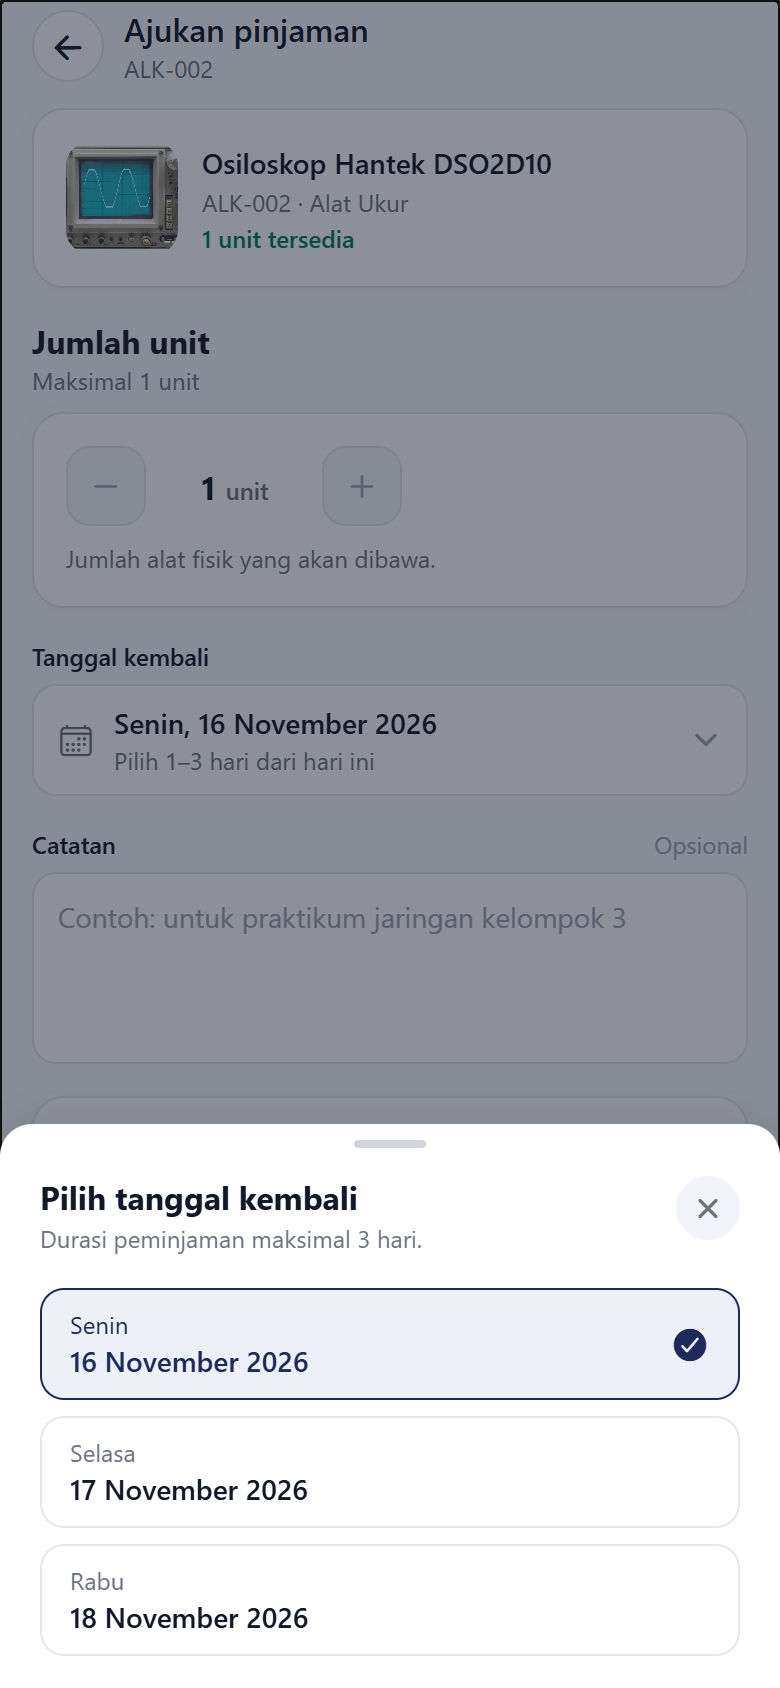 Ajukan pinjaman
ALK-002
Osiloskop Hantek DSO2D10
ALK-002 · Alat Ukur
1 unit tersedia
Jumlah unit
Maksimal 1 unit
1 unit
Jumlah alat fisik yang akan dibawa.
Tanggal kembali
Senin, 16 November 2026
Pilih 1–3 hari dari hari ini
Catatan
Opsional
Contoh: untuk praktikum jaringan kelompok 3
Pilih tanggal kembali
Durasi peminjaman maksimal 3 hari.
Senin
16 November 2026
Selasa
17 November 2026
Rabu
18 November 2026